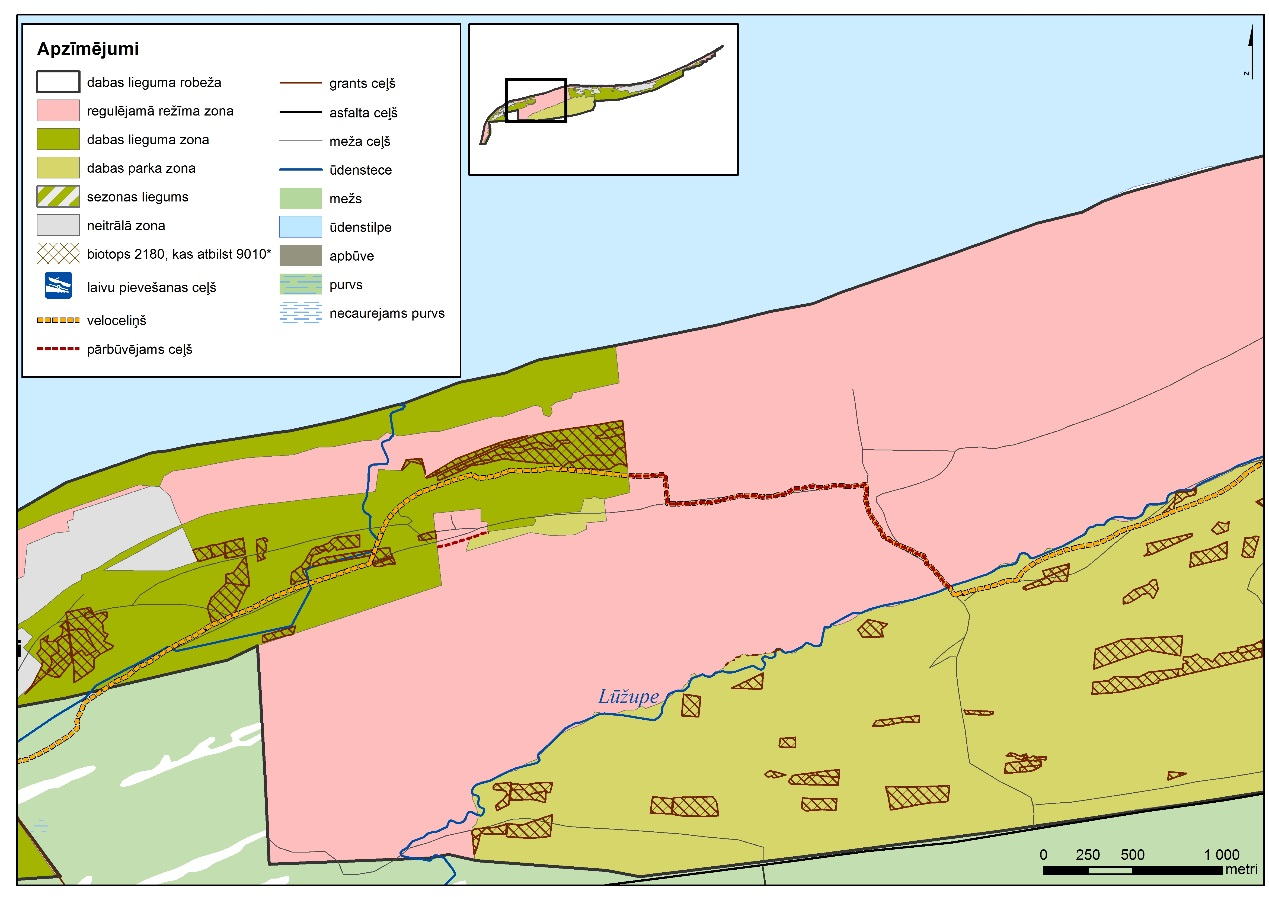 Apzīmējumi
dabas lieguma robeža
regulējamā režīma zona
dabas lieguma zona
dabas parka zona
sezonas liegums
neitrālā zona
biotops 2180, kas atbilst 9010*
laivu pievešanas ceļš
veloceliņš
pārbūvējams ceļš
grants ceļš
asfalta ceļš
meža ceļš
ūdenstece
mežs
ūdenstilpe
apbūve
purvs
necaurejams purvs
z
Lūžupe
0 250 500 1 000
metri